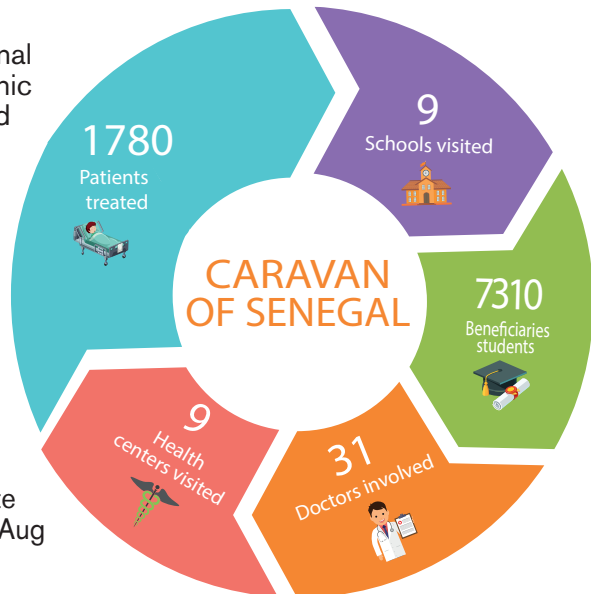 nal
nic
d
1780
Patients
treated
9
Schools visited
7310
Beneficiaries
students
31
Doctors involved
9
Health
centers visited
CARAVAN
OF SENEGAL
te
Aug